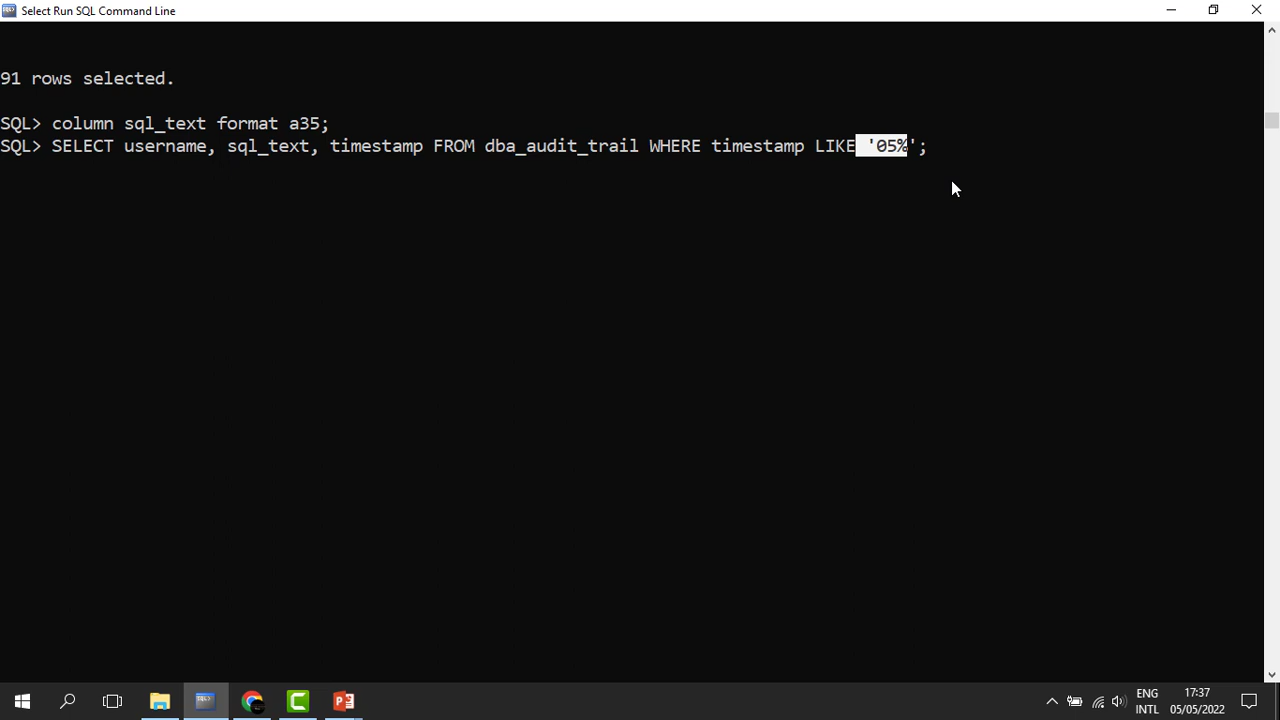 Select Run SQL Command Line
91 rows selected.
SQL> column sql_text format a35;
SQL> SELECT username, sql_text, timestamp FROM dba_audit_trail WHERE timestamp LIKE '05%';
ENG
INTL
17:37
05/05/2022